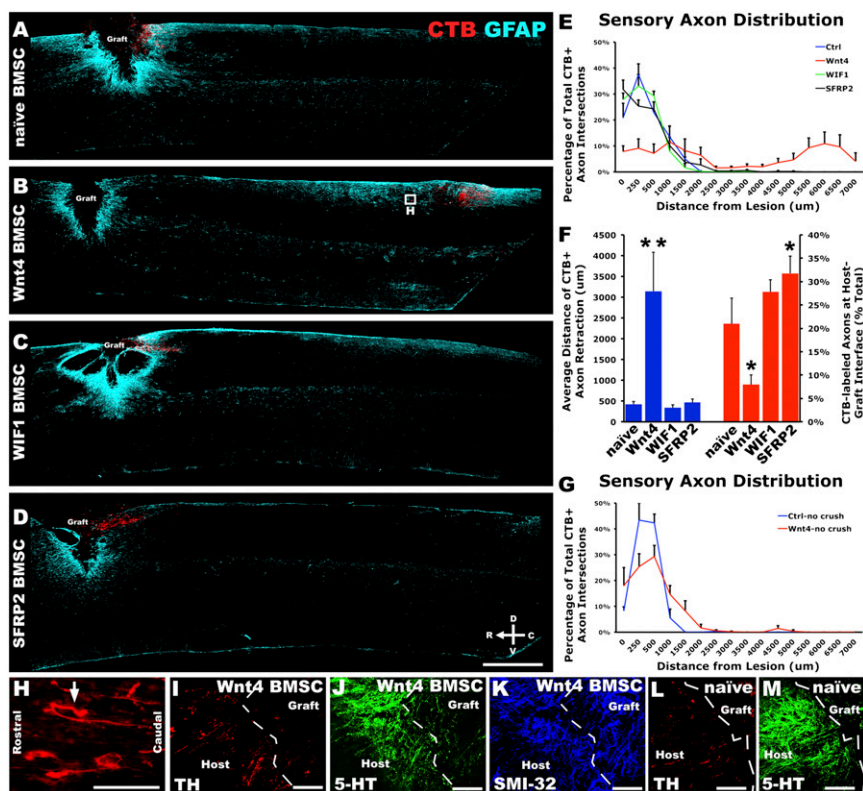 A
naïve BMSC
Graft
CTB GFAP
B
Wnt4 BMSC
Graft
H
C
WIF1 BMSC
Graft
D
SFRP2 BMSC
Graft
D
R C
V
E Sensory Axon Distribution
Percentage of Total CTB+
Axon Intersections
50%
40%
30%
20%
10%
0%
Ctrl
Wnt4
WIF1
SFRP2
0 250 500 1000 1500 2000 2500 3000 3500 4000 4500 5000 5500 6000 6500 7000
Distance from Lesion (um)
F
Average Distance of CTB+
Axon Retraction (um)
4500
4000
3500
3000
2500
2000
1500
1000
500
0
* *
*
*
naïve Wnt4 WIF1 SFRP2
naïve Wnt4 WIF1 SFRP2
40%
35%
30%
25%
20%
15%
10%
5%
0%
CTB-labeled Axons at Host-
Graft Interface (% Total)
G Sensory Axon Distribution
Percentage of Total CTB+
Axon Intersections
50%
40%
30%
20%
10%
0%
Ctrl-no crush
Wnt4-no crush
0 250 500 1000 1500 2000 2500 3000 3500 4000 4500 5000 5500 6000 6500 7000
Distance from Lesion (um)
H
Rostral
Caudal
I Wnt4 BMSC
Graft
Host
TH
J Wnt4 BMSC
Graft
Host
5-HT
K Wnt4 BMSC
Graft
Host
SMI-32
L naïve
Graft
Host
TH
M naïve
Graft
Host
5-HT